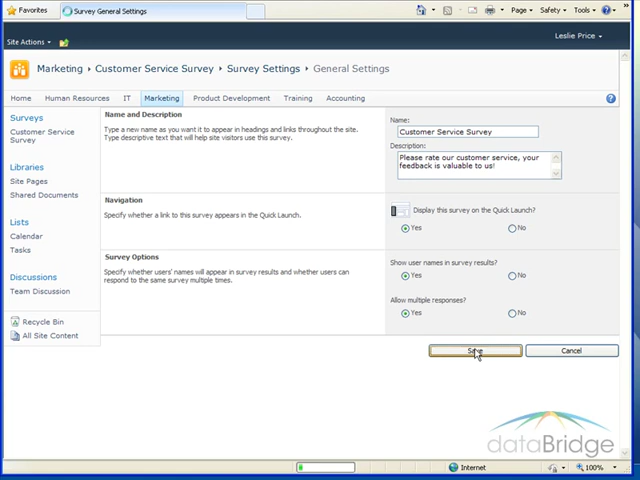 Favorites
Survey General Settings
Page
Safety
Tools
Site Actions
Leslie Price
Marketing
Customer Service Survey
Survey Settings
General Settings
Home
Human Resources
IT
Marketing
Product Development
Training
Accounting
Surveys
Customer Service
Survey
Libraries
Site Pages
Shared Documents
Lists
Calendar
Tasks
Discussions
Team Discussion
Recycle Bin
All Site Content
Name and Description
Type a new name as you want it to appear in headings and links throughout the site.
Type descriptive text that will help site visitors use this survey.
Name:
Customer Service Survey
Description:
Please rate our customer service, your
feedback is valuable to us!
Navigation
Specify whether a link to this survey appears in the Quick Launch.
Display this survey on the Quick Launch?
Yes
No
Survey Options
Specify whether users' names will appear in survey results and whether users can
respond to the same survey multiple times.
Show user names in survey results?
Yes
No
Allow multiple responses?
Yes
No
Save
Cancel
dataBridge
Internet
100%